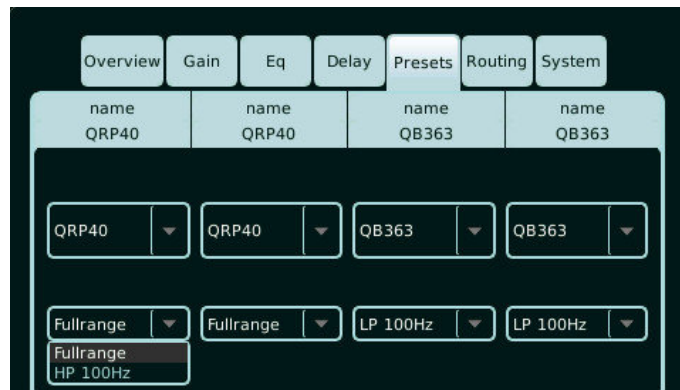 Overview Gain Eq Delay Presets Routing System
name name name name
QRP40 QRP40 QB363 QB363
QRP40 QRP40 QB363 QB363
Fullrange Fullrange LP 100Hz LP 100Hz
Fullrange
HP 100Hz